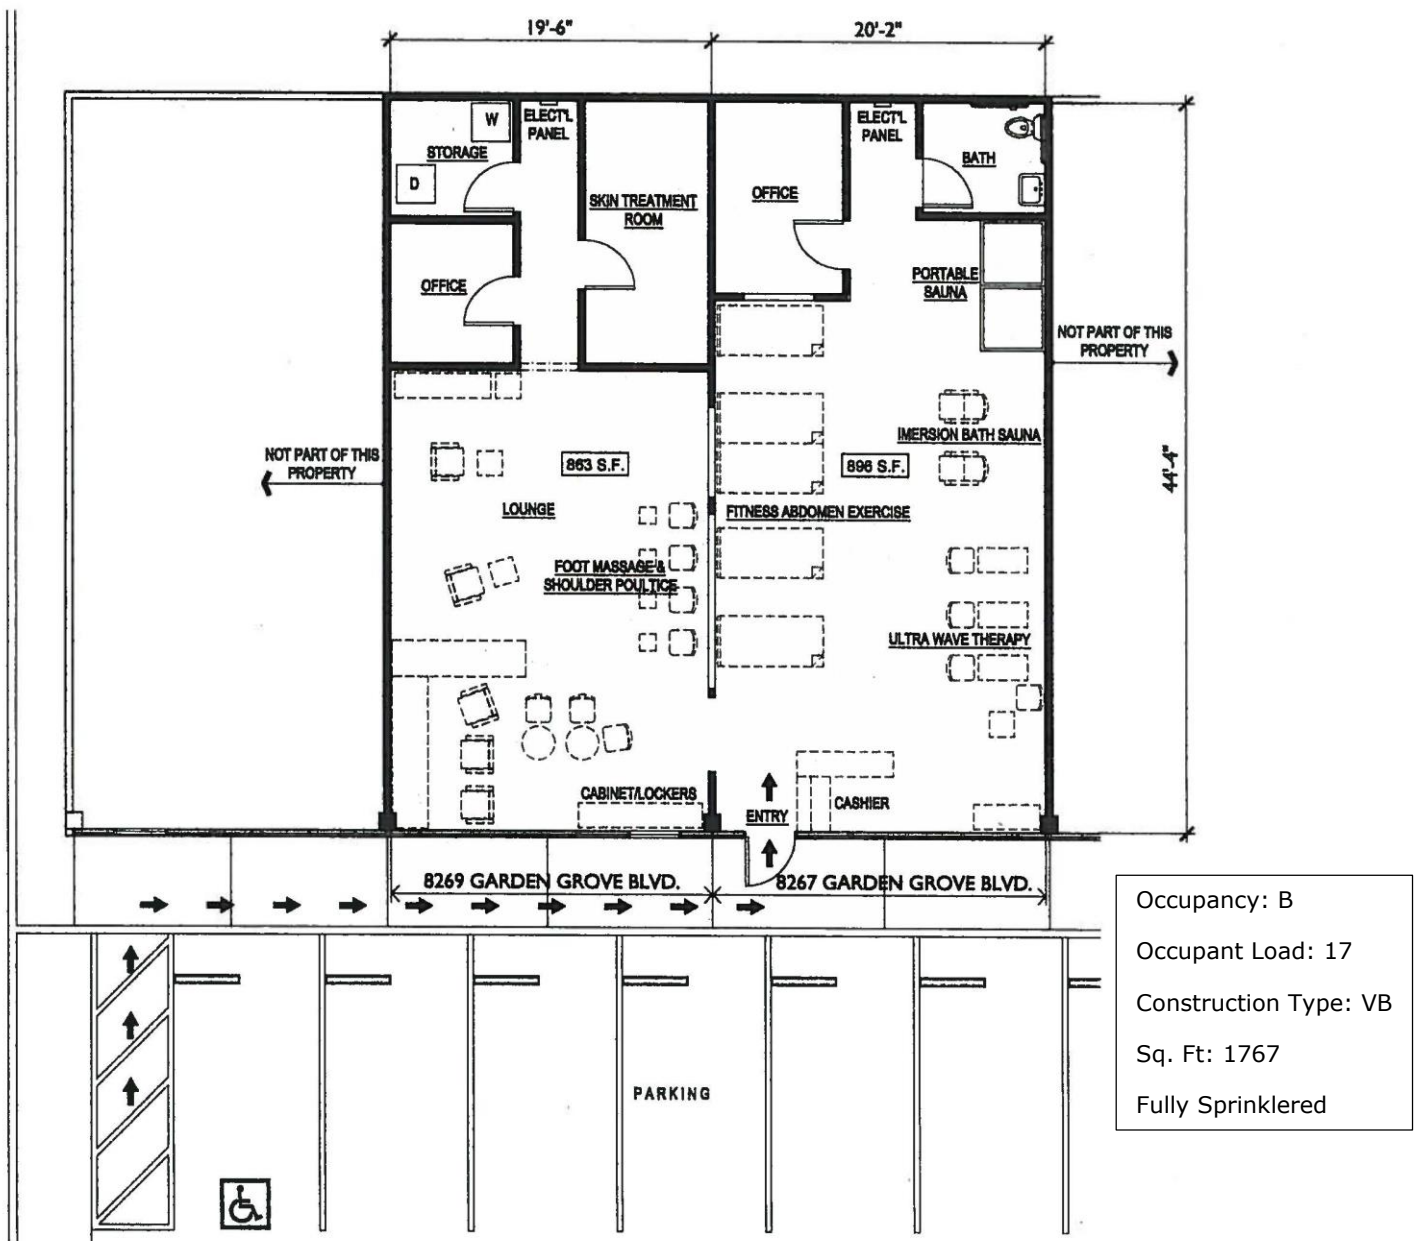 19'-6"
20'-2"
W
ELECT'L
PANEL
STORAGE
D
SKIN TREATMENT
ROOM
OFFICE
ELECT'L
PANEL
BATH
OFFICE
PORTABLE
SAUNA
NOT PART OF THIS
PROPERTY
NOT PART OF THIS
PROPERTY
44'-4"
863 S.F.
896 S.F.
IMERSION BATH SAUNA
LOUNGE
FITNESS ABDOMEN EXERCISE
FOOT MASSAGE &
SHOULDER POULTICE
ULTRA WAVE THERAPY
CABINET/LOCKERS
ENTRY
CASHIER
8269 GARDEN GROVE BLVD.
8267 GARDEN GROVE BLVD.
PARKING
Occupancy: B
Occupant Load: 17
Construction Type: VB
Sq. Ft: 1767
Fully Sprinklered